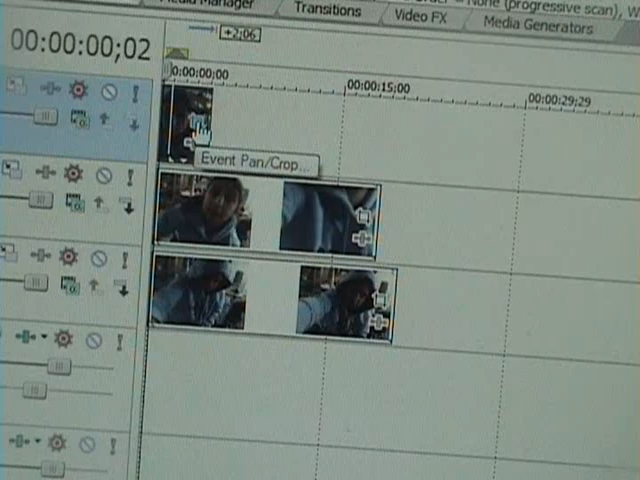 Media Manager
Transitions
Video FX
Media Generators
= None (progressive scan), W
00:00:00;02
+2;06
0:00:00;00
00:00:15;00
00:00:29;29
Event Pan/Crop...